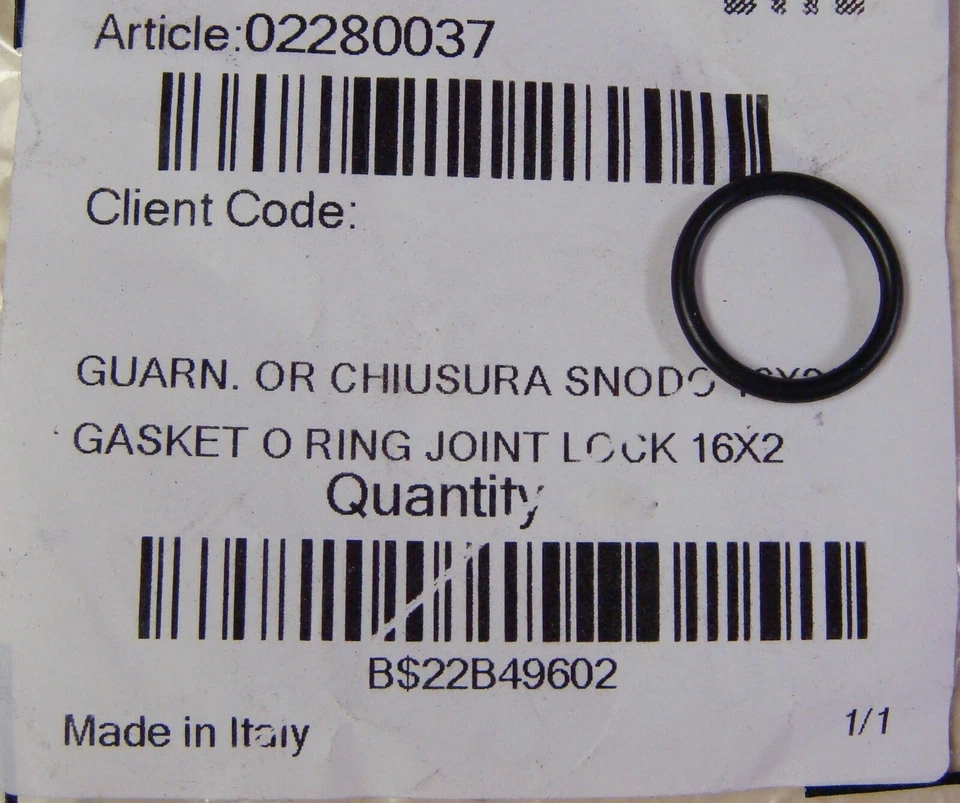 Article:02280037
Client Code:
GUARN. OR CHIUSURA SNODO
GASKET O RING JOINT LOCK 16X2
Quantity
B$22B49602
Made in Italy
1/1